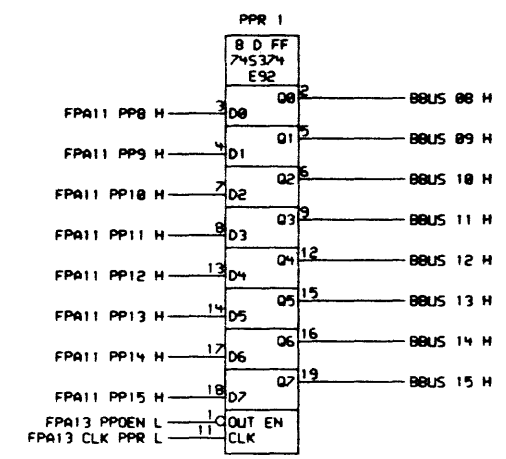 PPR 1
8 D FF
74S374
E92
Q0 2 BBUS 08 H
FPA11 PP8 H 3 D0
Q1 5 BBUS 09 H
FPA11 PP9 H 4 D1
Q2 6 BBUS 10 H
FPA11 PP10 H 7 D2
Q3 9 BBUS 11 H
FPA11 PP11 H 8 D3
Q4 12 BBUS 12 H
FPA11 PP12 H 13 D4
Q5 15 BBUS 13 H
FPA11 PP13 H 14 D5
Q6 16 BBUS 14 H
FPA11 PP14 H 17 D6
Q7 19 BBUS 15 H
FPA11 PP15 H 18 D7
FPA13 PPOEN L 1 OUT EN
FPA13 CLK PPR L 11 CLK